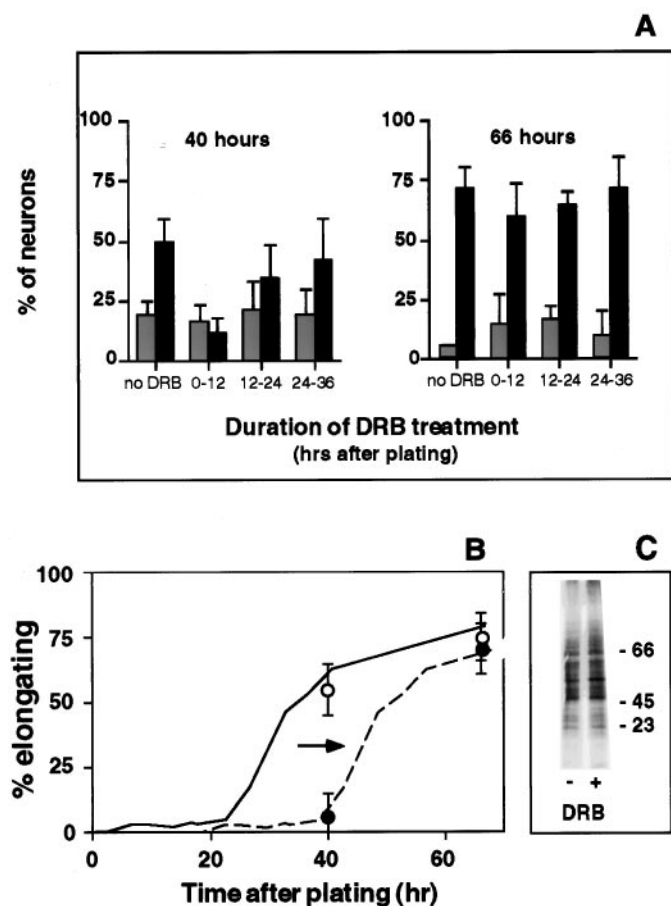 A
40 hours
66 hours
% of neurons
100
75
50
25
0
100
75
50
25
0
no DRB 0-12 12-24 24-36
no DRB 0-12 12-24 24-36
Duration of DRB treatment
(hrs after plating)
B
% elongating
100
75
50
25
0
0 20 40 60
Time after plating (hr)
C
- 66
- 45
- 23
- +
DRB